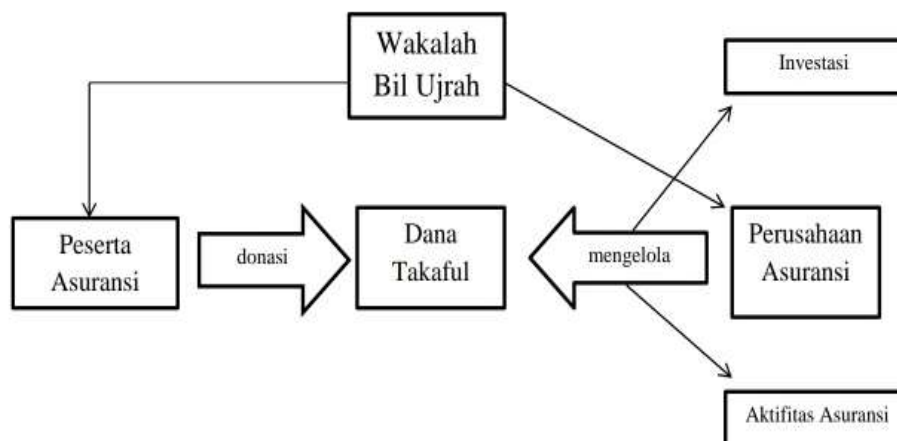 Wakalah
Bil Ujrah
Investasi
Peserta
Asuransi
donasi
Dana
Takaful
mengelola
Perusahaan
Asuransi
Aktifitas Asuransi